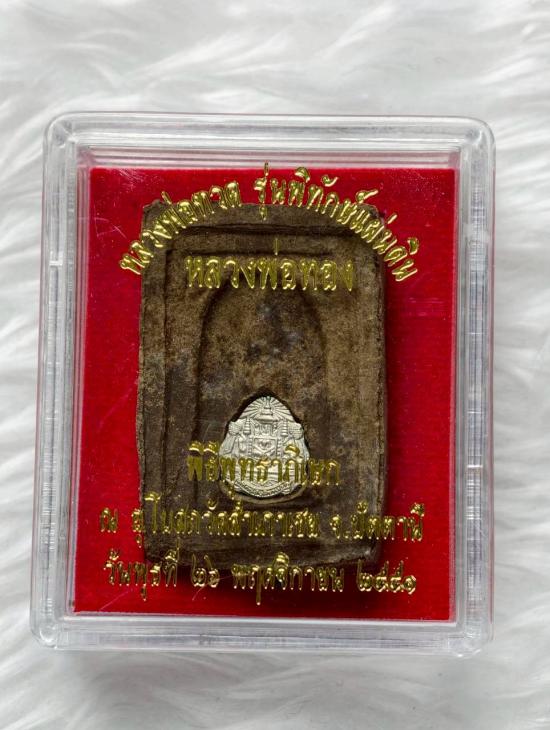 หลวงพ่อทวด รุ่นพิทักษ์แผ่นดิน
หลวงพ่อทอง
พิธีพุทธาภิเษก
ณ อุโบสถวัดสำเภาเชย จ.ปัตตานี
วันพุธที่ ๒๖ พฤศจิกายน ๒๕๕๑